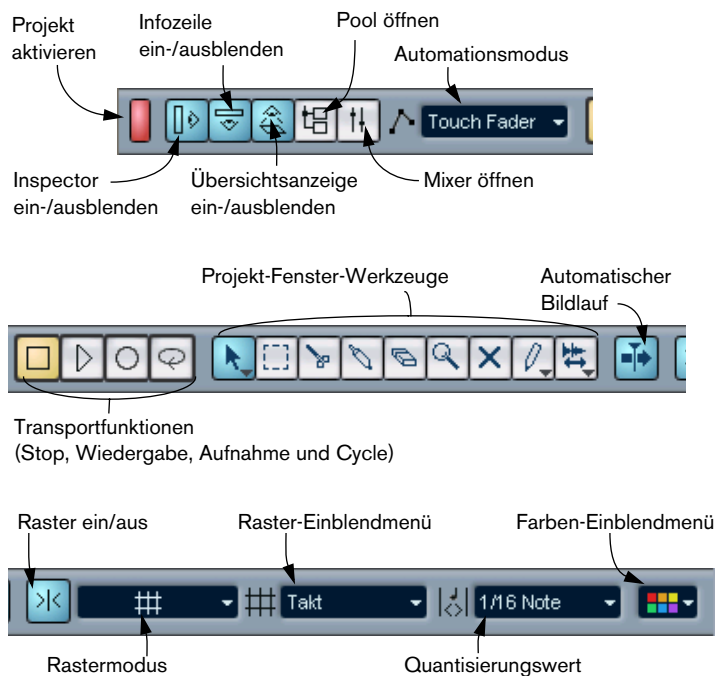 Projekt
aktivieren
Infozeile
ein-/ausblenden
Pool öffnen
Automationsmodus
Touch Fader
Inspector
ein-/ausblenden
Übersichtsanzeige
ein-/ausblenden
Mixer öffnen
Projekt-Fenster-Werkzeuge
Automatischer
Bildlauf
Transportfunktionen
(Stop, Wiedergabe, Aufnahme und Cycle)
Raster ein/aus
Raster-Einblendmenü
Farben-Einblendmenü
Takt
1/16 Note
Rastermodus
Quantisierungswert